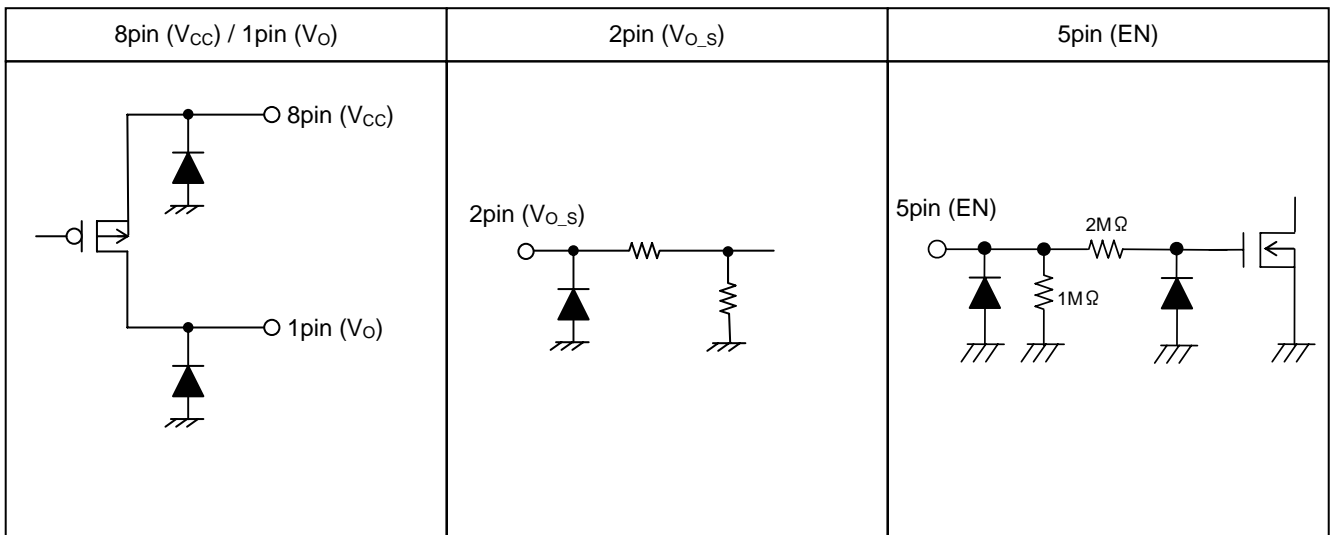 8pin (VCC) / 1pin (VO)
2pin (VO_S)
5pin (EN)
8pin (VCC)
1pin (VO)
2pin (VO_S)
5pin (EN)
2MΩ
1MΩ